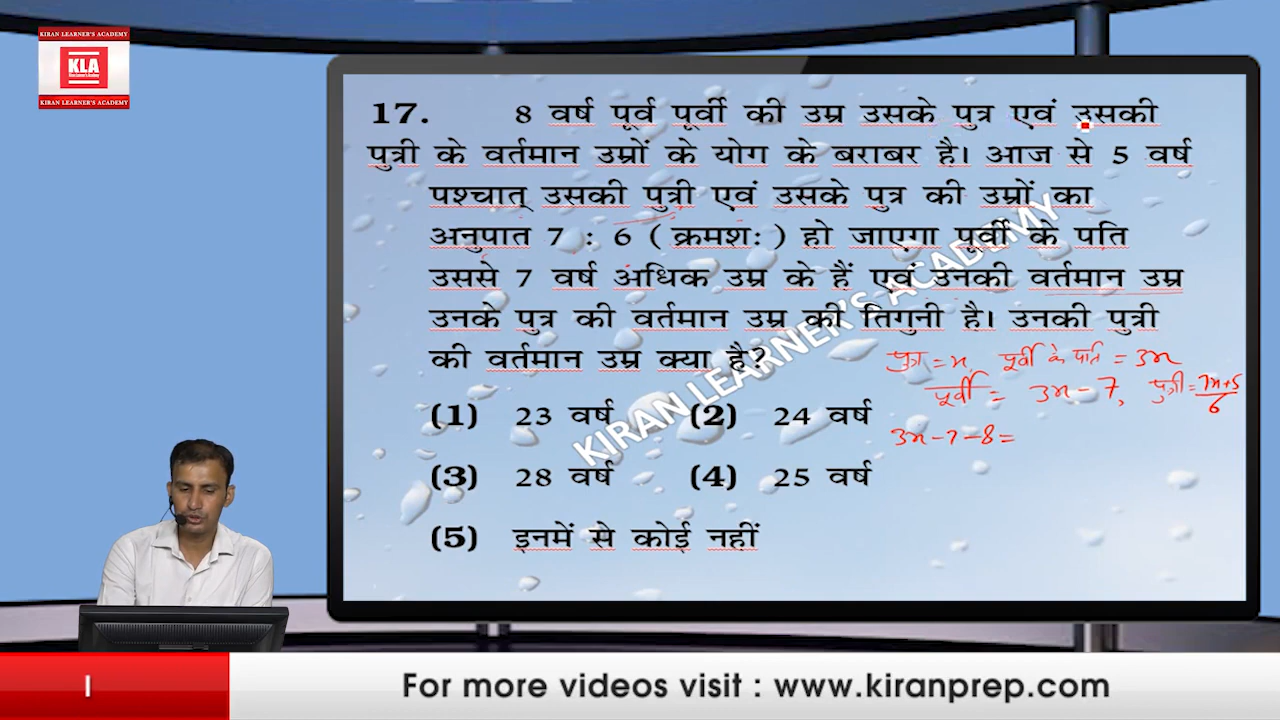 KIRAN LEARNER'S ACADEMY
KLA
Kiran Learner's Academy
KIRAN LEARNER'S ACADEMY
17. 8 वर्ष पूर्व पूर्वी की उम्र उसके पुत्र एवं उसकी
पुत्री के वर्तमान उम्रों के योग के बराबर है। आज से 5 वर्ष
पश्चात् उसकी पुत्री एवं उसके पुत्र की उम्रों का
अनुपात 7 : 6 ( क्रमश: ) हो जाएगा पूर्वी के पति
उससे 7 वर्ष अधिक उम्र के हैं एवं उनकी वर्तमान उम्र
उनके पुत्र की वर्तमान उम्र की तिगुनी है। उनकी पुत्री
की वर्तमान उम्र क्या है?
पुत्र = x, पूर्वी के पति = 3x
पूर्वी = 3x - 7, पुत्री = 7x+5/6
(1) 23 वर्ष (2) 24 वर्ष
3x-7-8=
(3) 28 वर्ष (4) 25 वर्ष
(5) इनमें से कोई नहीं
KIRAN LEARNER'S ACADEMY
I
For more videos visit : www.kiranprep.com